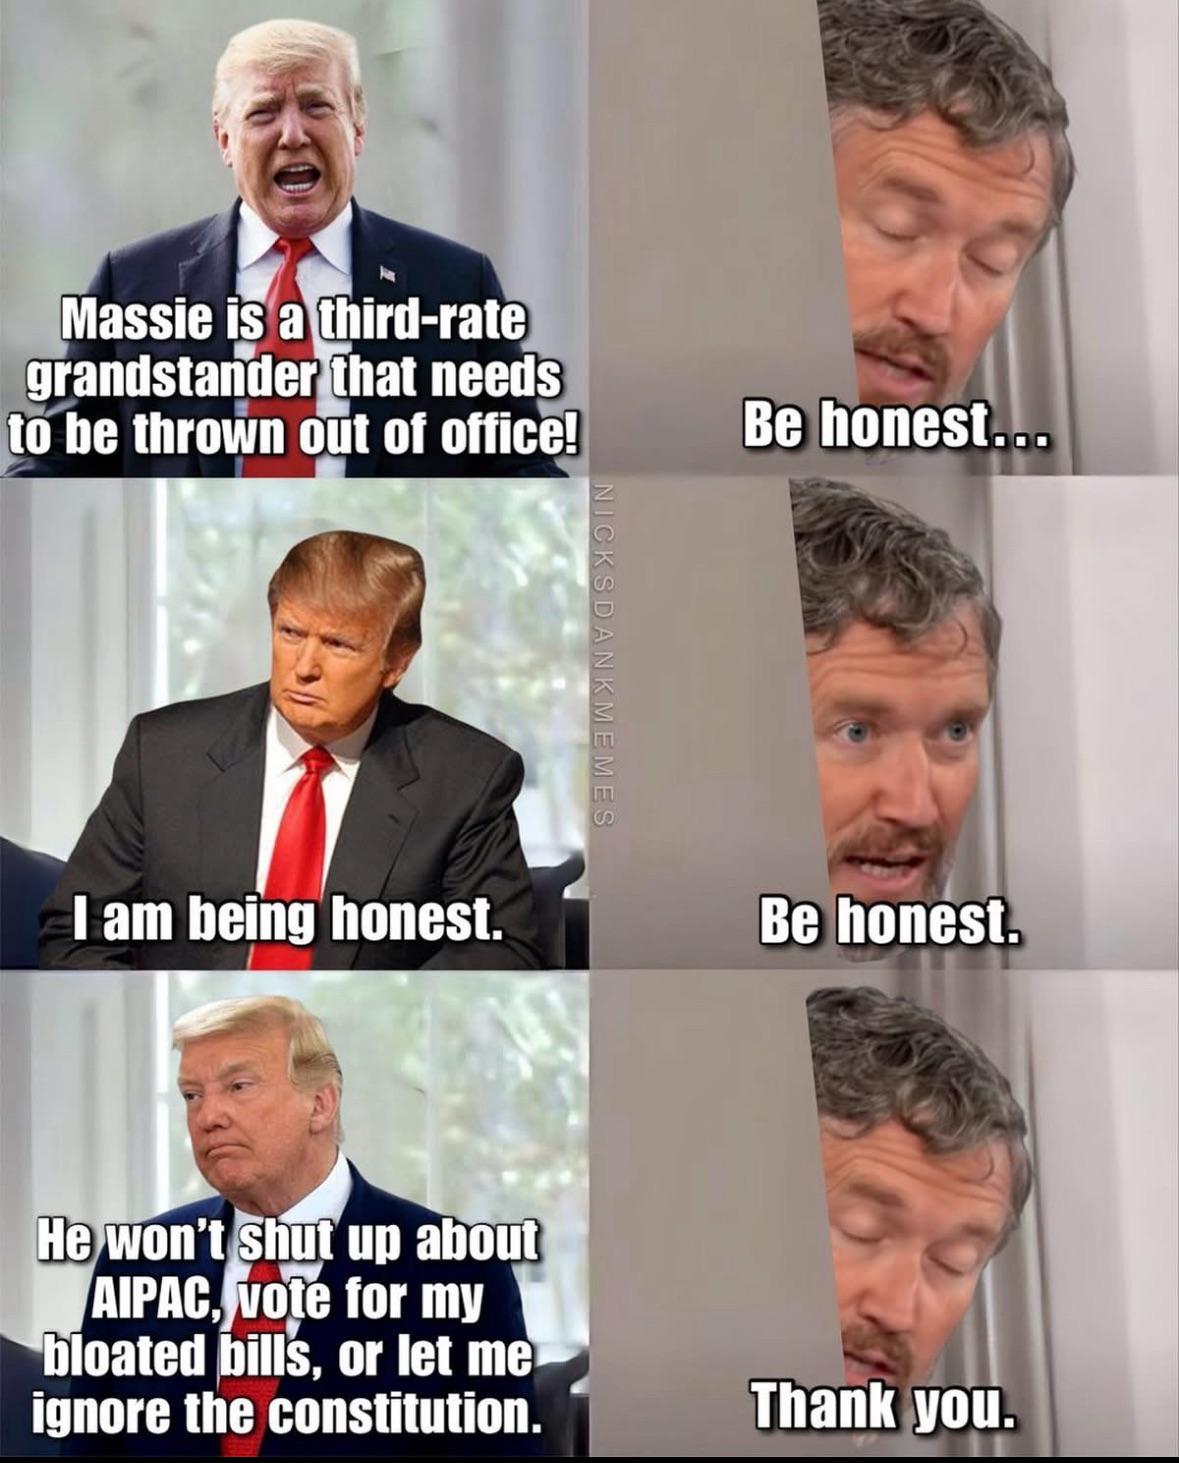 Massie is a third-rate
grandstander that needs
to be thrown out of office!
Be honest...
I am being honest.
Be honest.
NICKSDANKMEMES
He won't shut up about
AIPAC, vote for my
bloated bills, or let me
ignore the constitution.
Thank you.